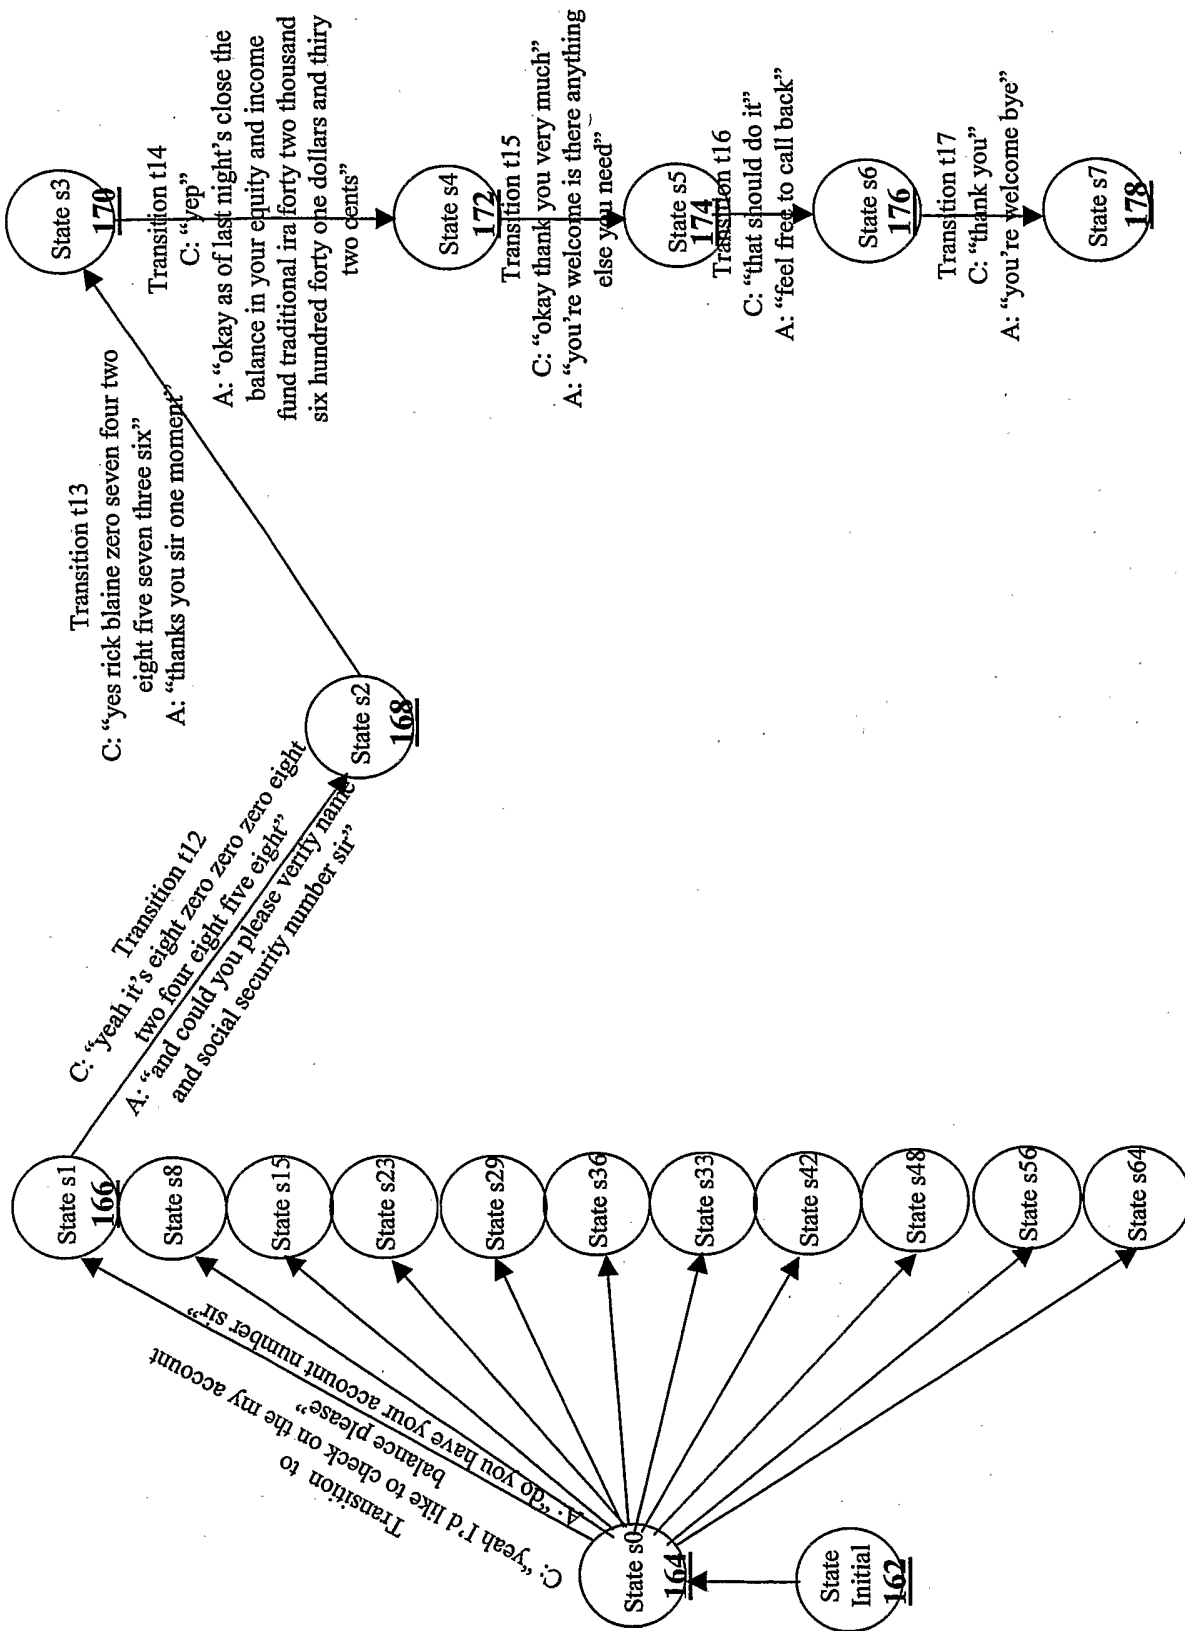 State
Initial
162
State s0
164
Transition to
C: “yeah I’d like to check on the my account
balance please”
A: “do you have your account number sir”
State s1
166
State s8
State s15
State s23
State s29
State s36
State s33
State s42
State s48
State s56
State s64
Transition t12
C: “yeah it’s eight zero zero zero eight
two four eight five eight”
A: “and could you please verify name
and social security number sir”
State s2
168
Transition t13
C: “yes rick blaine zero seven four two
eight five seven three six”
A: “thanks you sir one moment”
State s3
170
Transition t14
C: “yep”
A: “okay as of last night’s close the
balance in your equity and income
fund traditional ira forty two thousand
six hundred forty one dollars and thiry
two cents”
State s4
172
Transition t15
C: “okay thank you very much”
A: “you’re welcome is there anything
else you need”
State s5
174
Transition t16
C: “that should do it”
A: “feel free to call back”
State s6
176
Transition t17
C: “thank you”
A: “you’re welcome bye”
State s7
178